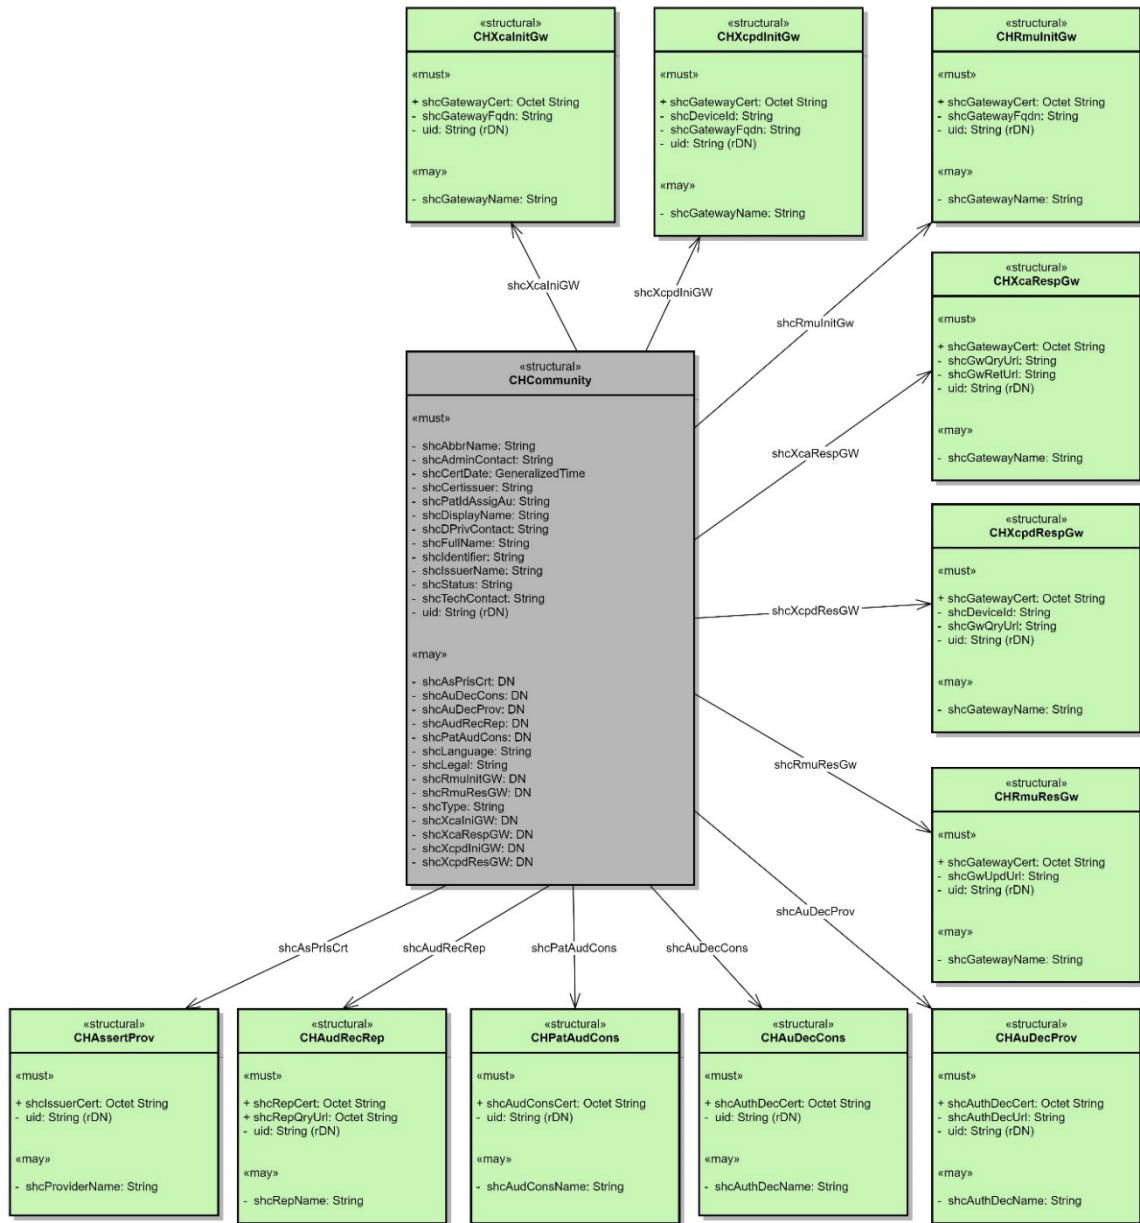 «structural»
CHXcaInitGw
«must»
+ shcGatewayCert: Octet String
- shcGatewayFqdn: String
- uid: String (rDN)
«may»
- shcGatewayName: String
«structural»
CHXcpdInitGw
«must»
+ shcGatewayCert: Octet String
- shcDeviceId: String
- shcGatewayFqdn: String
- uid: String (rDN)
«may»
- shcGatewayName: String
«structural»
CHRmuInitGw
«must»
+ shcGatewayCert: Octet String
- shcGatewayFqdn: String
- uid: String (rDN)
«may»
- shcGatewayName: String
shcXcaIniGW
shcXcpdIniGW
shcRmuInitGw
«structural»
CHXcaRespGw
«must»
+ shcGatewayCert: Octet String
- shcGwQryUrl: String
- shcGwRetUrl: String
- uid: String (rDN)
«may»
- shcGatewayName: String
«structural»
CHCommunity
«must»
- shcAbbrName: String
- shcAdminContact: String
- shcCertDate: GeneralizedTime
- shcCertissuer: String
- shcPatIdAssigAu: String
- shcDisplayName: String
- shcDPrivContact: String
- shcFullName: String
- shcIdentifier: String
- shcIssuerName: String
- shcStatus: String
- shcTechContact: String
- uid: String (rDN)
«may»
- shcAsPrisCrt: DN
- shcAuDecCons: DN
- shcAuDecProv: DN
- shcAudRecRep: DN
- shcPatAudCons: DN
- shcLanguage: String
- shcLegal: String
- shcRmuInitGW: DN
- shcRmuResGW: DN
- shcType: String
- shcXcaIniGW: DN
- shcXcaRespGW: DN
- shcXcpdIniGW: DN
- shcXcpdResGW: DN
shcXcaRespGW
«structural»
CHXcpdRespGw
«must»
+ shcGatewayCert: Octet String
- shcDeviceId: String
- shcGwQryUrl: String
- uid: String (rDN)
«may»
- shcGatewayName: String
shcXcpdResGW
shcRmuResGw
«structural»
CHRmuResGw
«must»
+ shcGatewayCert: Octet String
- shcGwUpdUrl: String
- uid: String (rDN)
«may»
- shcGatewayName: String
shcAuDecProv
shcAsPrIsCrt
shcAudRecRep
shcPatAudCons
shcAuDecCons
«structural»
CHAssertProv
«must»
+ shcIssuerCert: Octet String
- uid: String (rDN)
«may»
- shcProviderName: String
«structural»
CHAudRecRep
«must»
+ shcRepCert: Octet String
+ shcRepQryUrl: Octet String
- uid: String (rDN)
«may»
- shcRepName: String
«structural»
CHPatAudCons
«must»
+ shcAudConsCert: Octet String
- uid: String (rDN)
«may»
- shcAudConsName: String
«structural»
CHAuDecCons
«must»
+ shcAuthDecCert: Octet String
- uid: String (rDN)
«may»
- shcAuthDecName: String
«structural»
CHAuDecProv
«must»
+ shcAuthDecCert: Octet String
- shcAuthDecUrl: String
- uid: String (rDN)
«may»
- shcAuthDecName: String